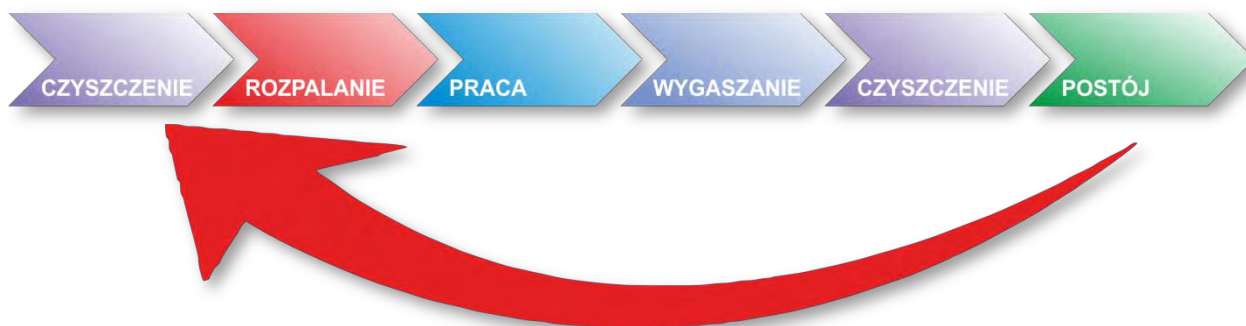 CZYSZCZENIE
ROZPALANIE
PRACA
WYGASZANIE
CZYSZCZENIE
POSTÓJ